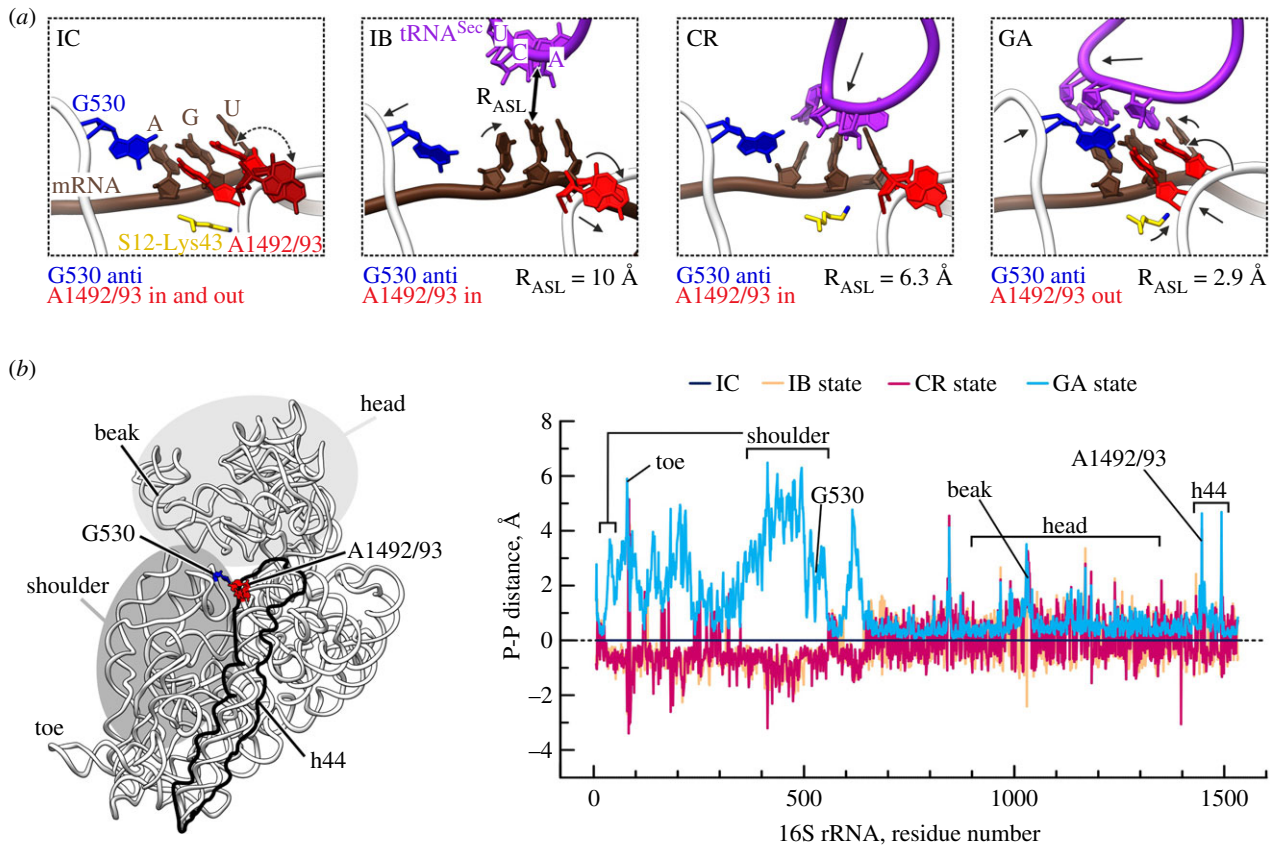 (a)
IC
G530
A
G
U
mRNA
S12-Lys43
A1492/93
G530 anti
A1492/93 in and out
IB
tRNASec
U
C
A
RASL
G530 anti
A1492/93 in
RASL = 10 Å
CR
G530 anti
A1492/93 in
RASL = 6.3 Å
GA
G530 anti
A1492/93 out
RASL = 2.9 Å
(b)
head
beak
G530
A1492/93
shoulder
toe
h44
IC
IB state
CR state
GA state
8
6
4
2
0
–2
–4
P-P distance, Å
shoulder
toe
G530
beak
head
A1492/93
h44
0
500
1000
1500
16S rRNA, residue number